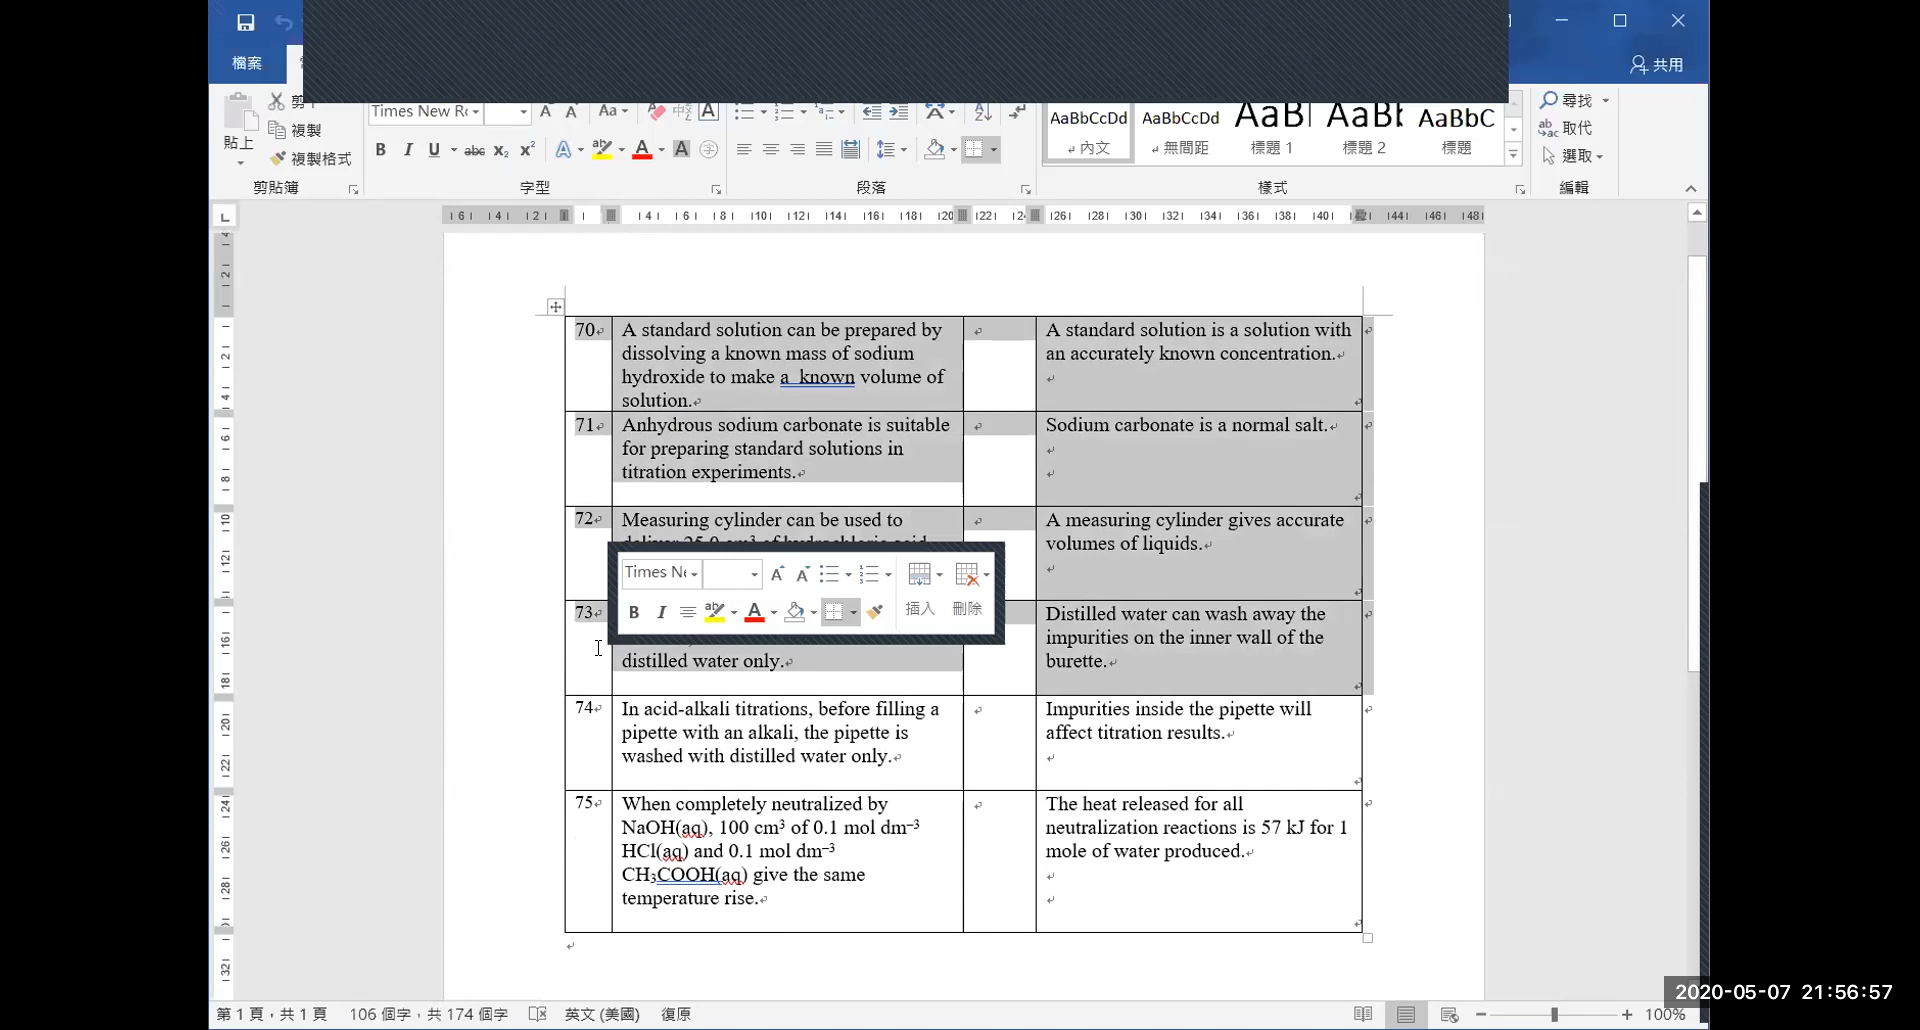 檔案
共用
貼上
複製
複製格式
剪貼簿
Times New Rc
Aa
字型
段落
AaBbCcDd
內文
AaBbCcDd
無間距
標題 1
標題 2
AaBbC
標題
樣式
尋找
取代
選取
編輯
70
A standard solution can be prepared by
dissolving a known mass of sodium
hydroxide to make a known volume of
solution.
A standard solution is a solution with
an accurately known concentration.
71
Anhydrous sodium carbonate is suitable
for preparing standard solutions in
titration experiments.
Sodium carbonate is a normal salt.
72
Measuring cylinder can be used to
deliver 25.0 cm³ of hydrochloric acid
A measuring cylinder gives accurate
volumes of liquids.
Times Ne
插入
刪除
73
distilled water only.
Distilled water can wash away the
impurities on the inner wall of the
burette.
74
In acid-alkali titrations, before filling a
pipette with an alkali, the pipette is
washed with distilled water only.
Impurities inside the pipette will
affect titration results.
75
When completely neutralized by
NaOH(aq), 100 cm³ of 0.1 mol dm⁻³
HCl(aq) and 0.1 mol dm⁻³
CH₃COOH(aq) give the same
temperature rise.
The heat released for all
neutralization reactions is 57 kJ for 1
mole of water produced.
第 1 頁，共 1 頁 106 個字，共 174 個字 英文 (美國) 復原 100%
2020-05-07 21:56:57